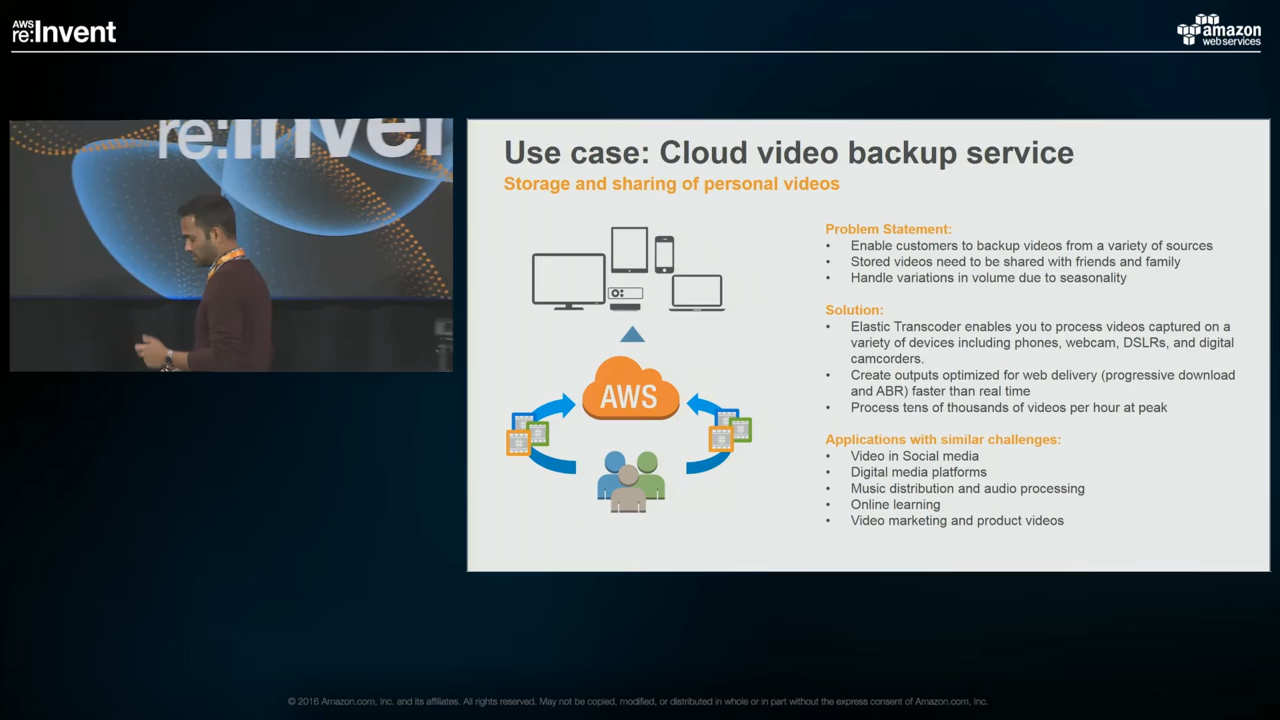 AWS
re:Invent
amazon
webservices
re:Inven
Use case: Cloud video backup service
Storage and sharing of personal videos
AWS
Problem Statement:
• Enable customers to backup videos from a variety of sources
• Stored videos need to be shared with friends and family
• Handle variations in volume due to seasonality
Solution:
• Elastic Transcoder enables you to process videos captured on a
variety of devices including phones, webcam, DSLRs, and digital
camcorders.
• Create outputs optimized for web delivery (progressive download
and ABR) faster than real time
• Process tens of thousands of videos per hour at peak
Applications with similar challenges:
• Video in Social media
• Digital media platforms
• Music distribution and audio processing
• Online learning
• Video marketing and product videos
© 2016 Amazon.com, Inc. and its affiliates. All rights reserved. May not be copied, modified, or distributed in whole or in part without the express consent of Amazon.com, Inc.